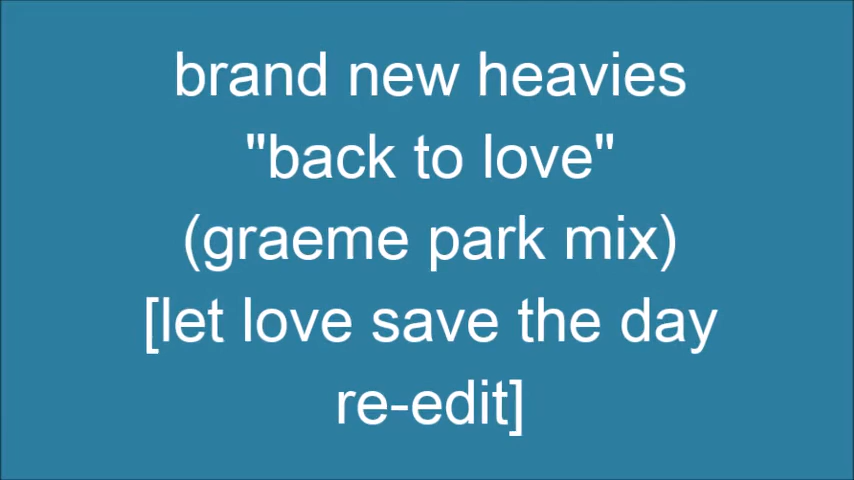 brand new heavies
"back to love"
(graeme park mix)
[let love save the day
re-edit]